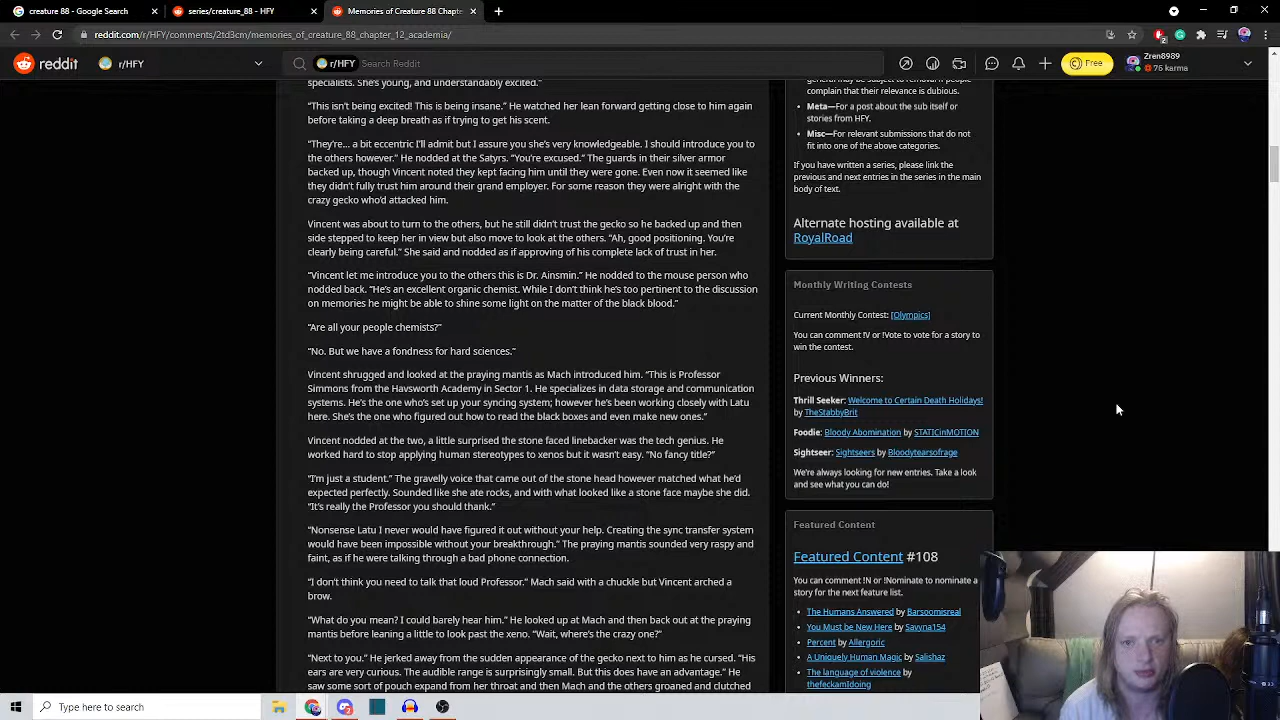 creature 88 - Google Search
series/creature_88 - HFY
Memories of Creature 88 Chapte
reddit.com/r/HFY/comments/2td3cm/memories_of_creature_88_chapter_12_academia/
reddit
r/HFY
r/HFY Search Reddit
Free
Zren8989
76 karma
specialists. She's young, and understandably excited.”
“This isn't being excited! This is being insane.” He watched her lean forward getting close to him again
before taking a deep breath as if trying to get his scent.
“They're... a bit eccentric I'll admit but I assure you she's very knowledgeable. I should introduce you to
the others however.” He nodded at the Satyrs. “You're excused.” The guards in their silver armor
backed up, though Vincent noted they kept facing him until they were gone. Even now it seemed like
they didn't fully trust him around their grand employer. For some reason they were alright with the
crazy gecko who'd attacked him.
Vincent was about to turn to the others, but he still didn't trust the gecko so he backed up and then
side stepped to keep her in view but also move to look at the others. “Ah, good positioning. You're
clearly being careful.” She said and nodded as if approving of his complete lack of trust in her.
“Vincent let me introduce you to the others this is Dr. Ainsmin.” He nodded to the mouse person who
nodded back. “He's an excellent organic chemist. While I don't think he's too pertinent to the discussion
on memories he might be able to shine some light on the matter of the black blood.”
“Are all your people chemists?”
“No. But we have a fondness for hard sciences.”
Vincent shrugged and looked at the praying mantis as Mach introduced him. “This is Professor
Simmons from the Havsworth Academy in Sector 1. He specializes in data storage and communication
systems. He's the one who's set up your syncing system; however he's been working closely with Latu
here. She's the one who figured out how to read the black boxes and even make new ones.”
Vincent nodded at the two, a little surprised the stone faced linebacker was the tech genius. He
worked hard to stop applying human stereotypes to xenos but it wasn't easy. “No fancy title?”
“I'm just a student.” The gravelly voice that came out of the stone head however matched what he'd
expected perfectly. Sounded like she ate rocks, and with what looked like a stone face maybe she did.
“It's really the Professor you should thank.”
“Nonsense Latu I never would have figured it out without your help. Creating the sync transfer system
would have been impossible without your breakthrough.” The praying mantis sounded very raspy and
faint, as if he were talking through a bad phone connection.
“I don't think you need to talk that loud Professor.” Mach said with a chuckle but Vincent arched a
brow.
“What do you mean? I could barely hear him.” He looked up at Mach and then back out at the praying
mantis before leaning a little to look past the xeno. “Wait, where's the crazy one?”
“Next to you.” He jerked away from the sudden appearance of the gecko next to him as he cursed. “His
ears are very curious. The audible range is surprisingly small. But this does have an advantage.” He
saw some sort of pouch expand from her throat and then Mach and the others groaned and clutched
general may be subject to removal if people
complain that their relevance is dubious.
• Meta—For a post about the sub itself or
stories from HFY.
• Misc—For relevant submissions that do not
fit into one of the above categories.
If you have written a series, please link the
previous and next entries in the series in the main
body of text.
Alternate hosting available at
RoyalRoad
Monthly Writing Contests
Current Monthly Contest: [Olympics]
You can comment !V or !Vote to vote for a story to
win the contest.
Previous Winners:
Thrill Seeker: Welcome to Certain Death Holidays!
by TheStabbyBrit
Foodie: Bloody Abomination by STATICinMOTION
Sightseer: Sightseers by Bloodytearsofrage
We're always looking for new entries. Take a look
and see what you can do!
Featured Content
Featured Content #108
You can comment !N or !Nominate to nominate a
story for the next feature list.
• The Humans Answered by Barsoomisreal
• You Must be New Here by Savyna154
• Percent by Allergoric
• A Uniquely Human Magic by Salishaz
• The language of violence by
thefeckamIdoing
Type here to search